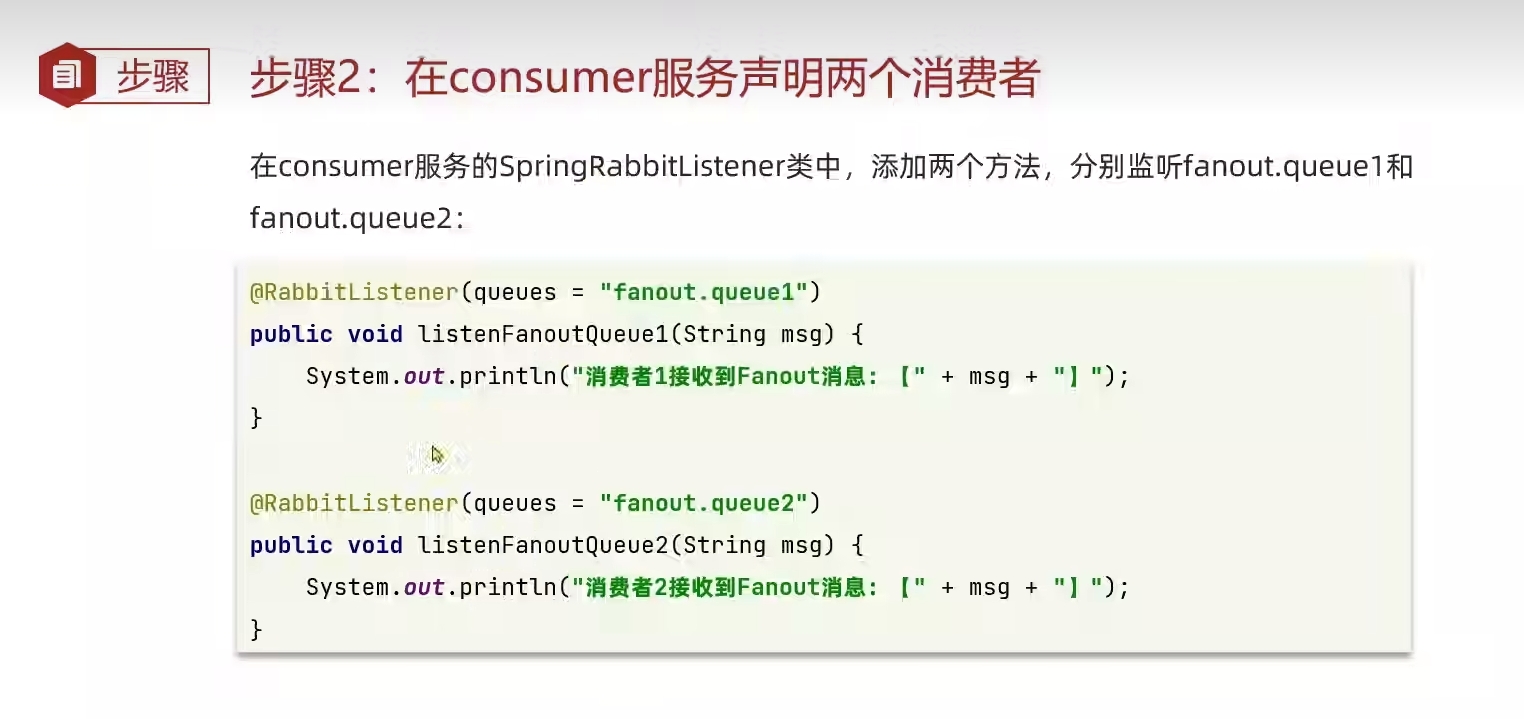 步骤
步骤2：在consumer服务声明两个消费者
在consumer服务的SpringRabbitListener类中，添加两个方法，分别监听fanout.queue1和
fanout.queue2：
@RabbitListener(queues = "fanout.queue1")
public void listenFanoutQueue1(String msg) {
    System.out.println("消费者1接收到Fanout消息：【" + msg + "】");
}
@RabbitListener(queues = "fanout.queue2")
public void listenFanoutQueue2(String msg) {
    System.out.println("消费者2接收到Fanout消息：【" + msg + "】");
}